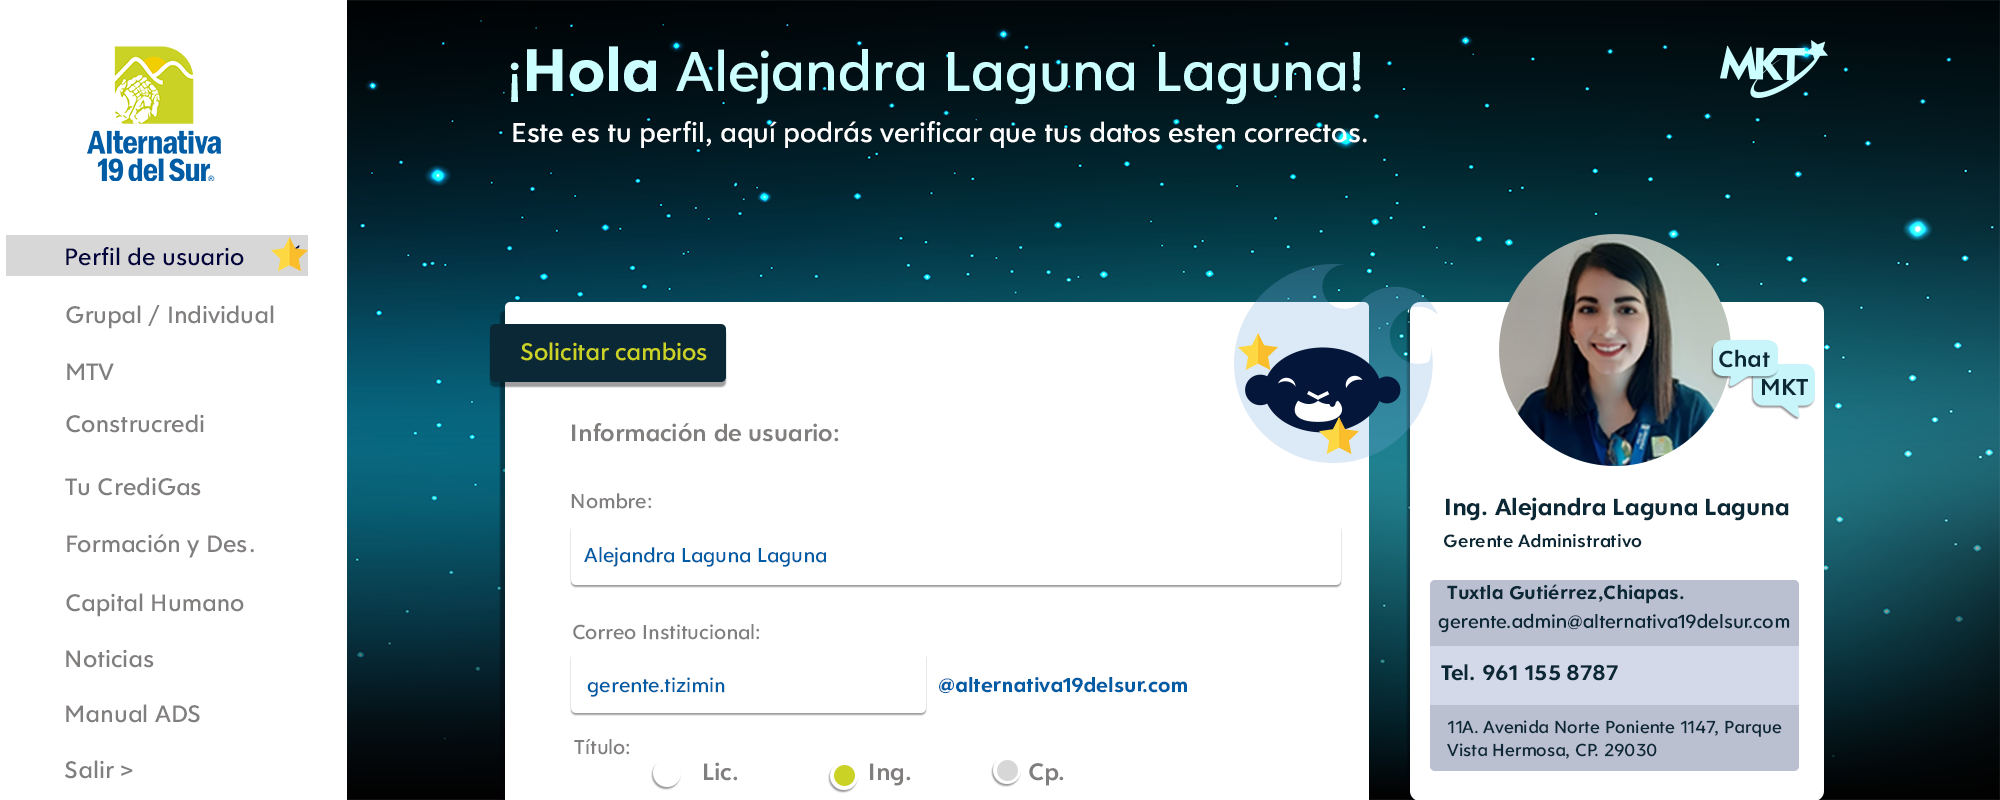 Alternativa
19 del Sur®
Perfil de usuario
Grupal / Individual
MTV
Construcredi
Tu CrediGas
Formación y Des.
Capital Humano
Noticias
Manual ADS
Salir >
¡Hola Alejandra Laguna Laguna!
Este es tu perfil, aquí podrás verificar que tus datos esten correctos.
MKT
Solicitar cambios
Información de usuario:
Nombre:
Alejandra Laguna Laguna
Correo Institucional:
gerente.tizimin @alternativa19delsur.com
Título:
Lic. Ing. Cp.
Chat
MKT
Ing. Alejandra Laguna Laguna
Gerente Administrativo
Tuxtla Gutiérrez,Chiapas.
gerente.admin@alternativa19delsur.com
Tel. 961 155 8787
11A. Avenida Norte Poniente 1147, Parque
Vista Hermosa, CP. 29030